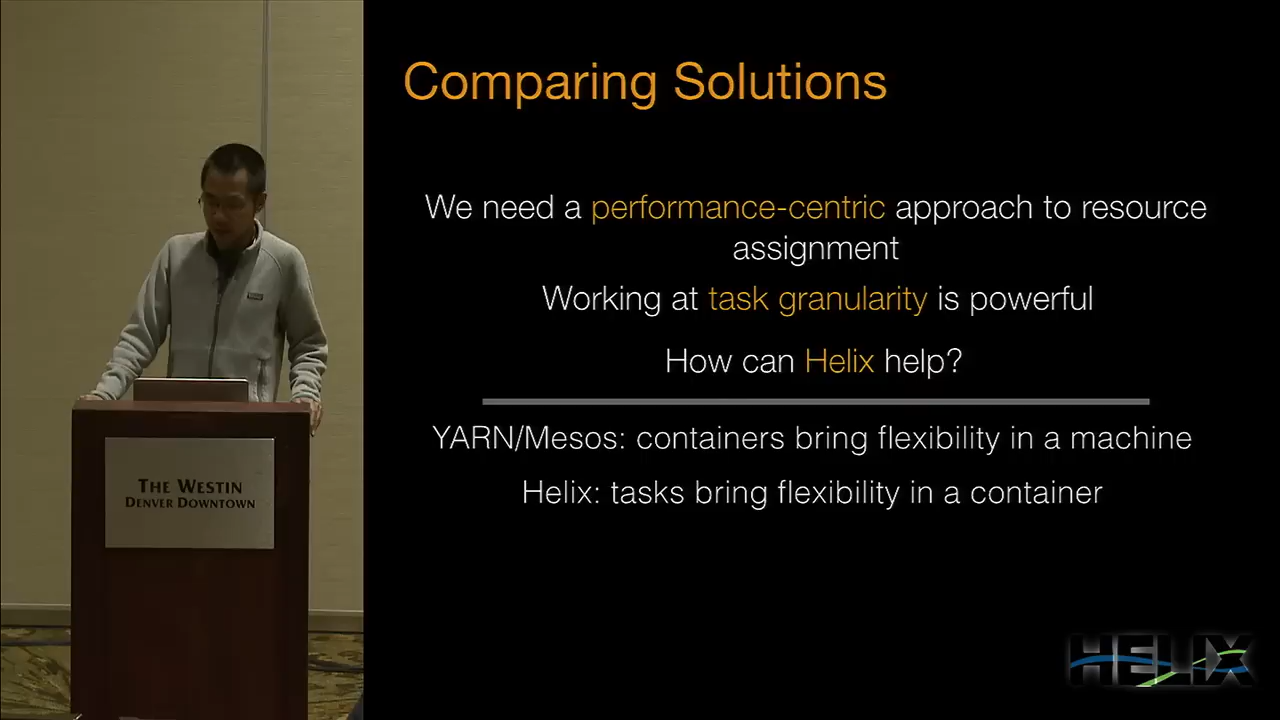 Comparing Solutions
We need a performance-centric approach to resource
assignment
Working at task granularity is powerful
How can Helix help?
YARN/Mesos: containers bring flexibility in a machine
Helix: tasks bring flexibility in a container
THE WESTIN
DENVER DOWNTOWN
HELIX